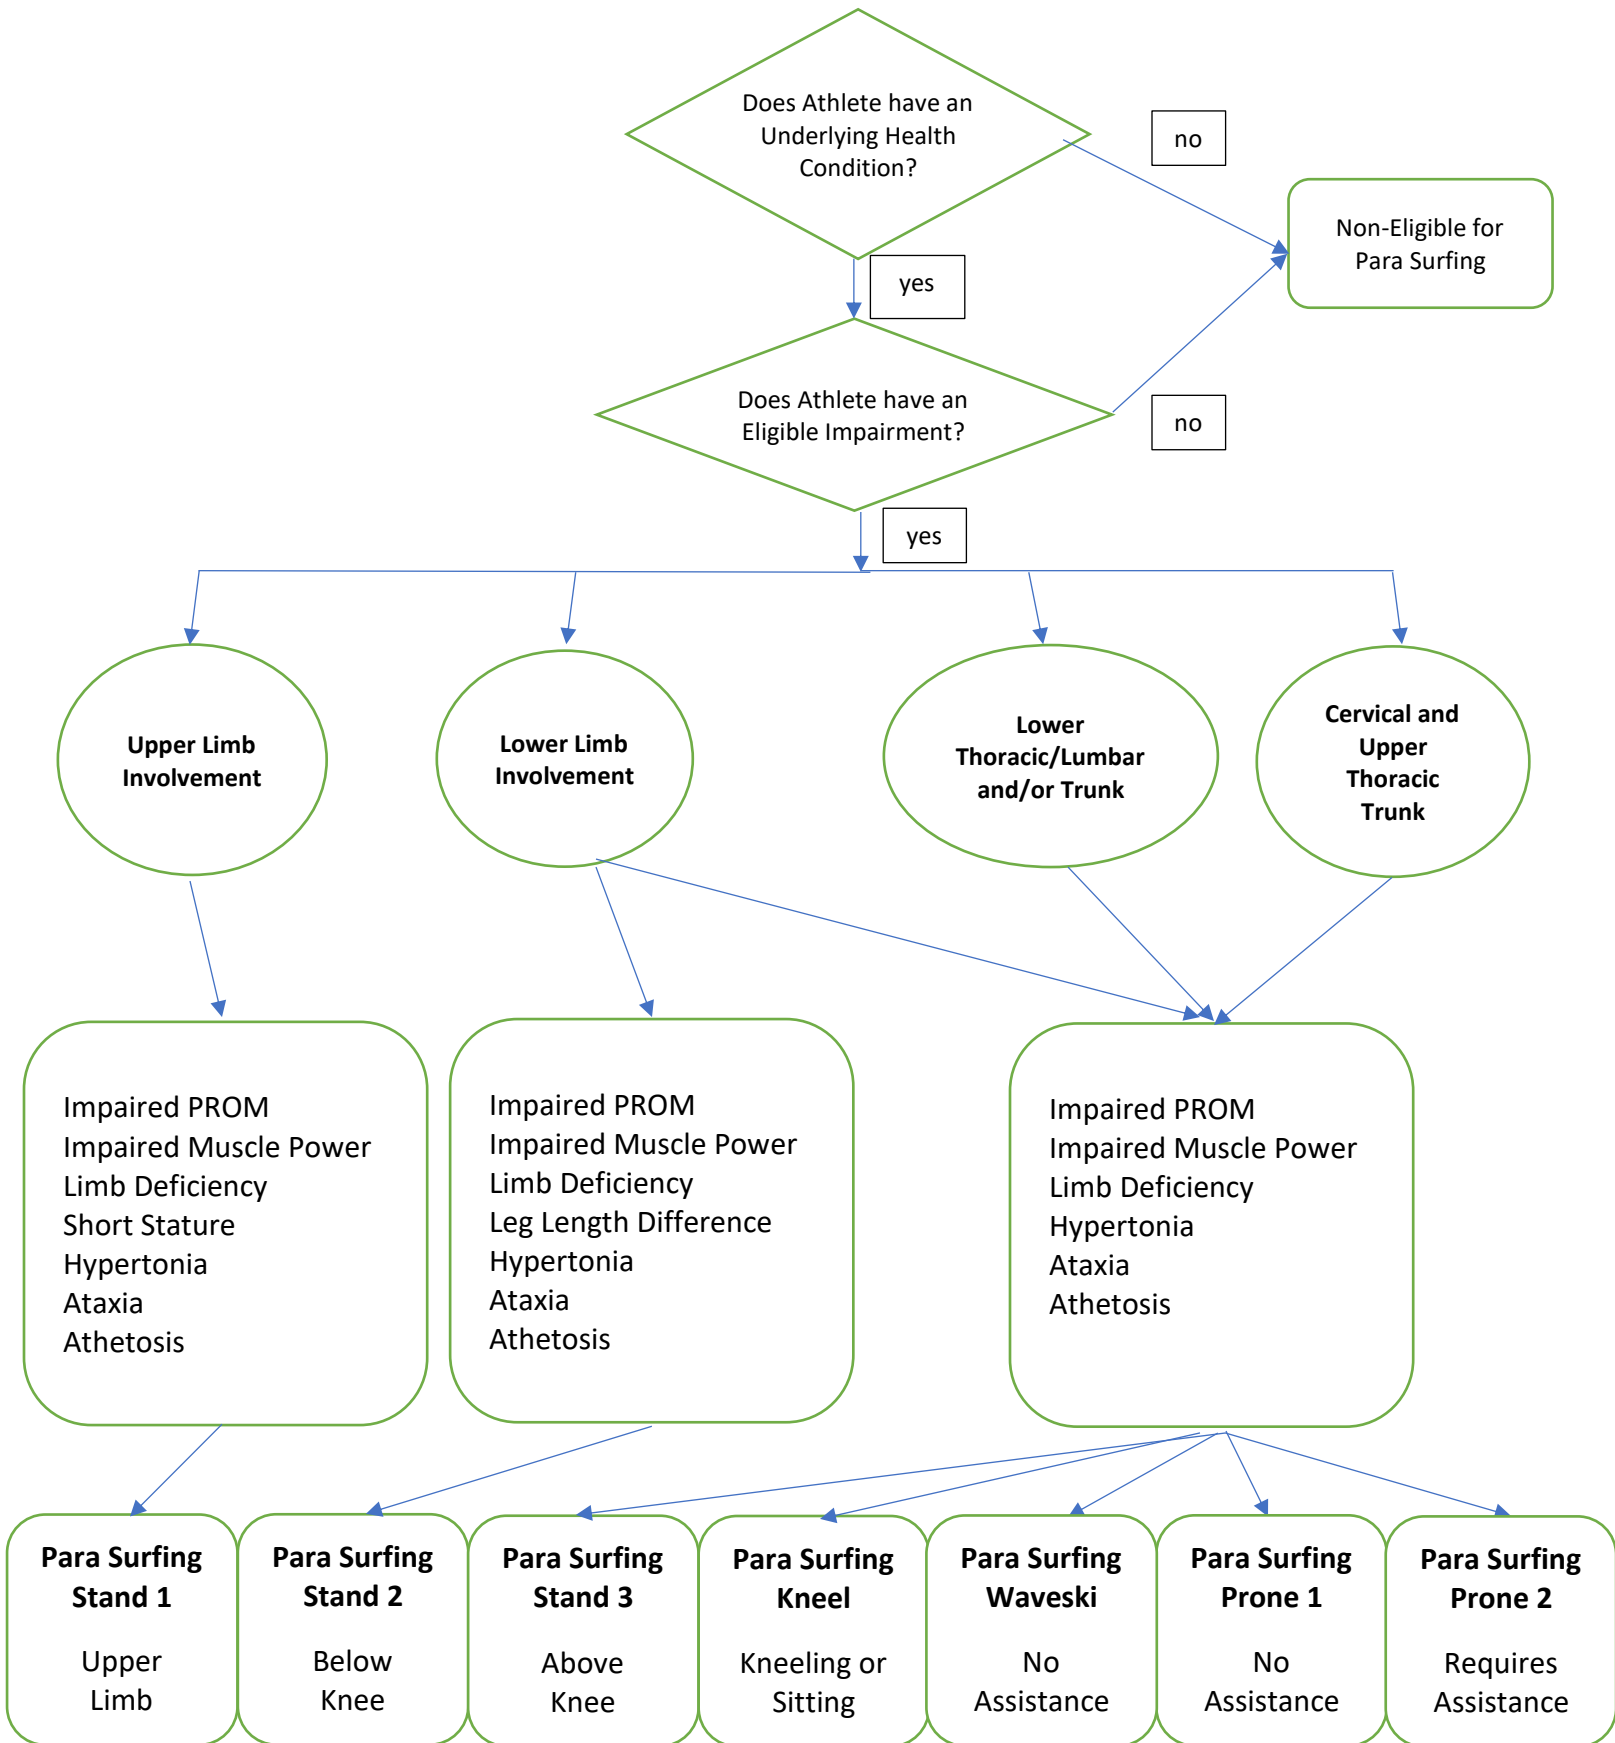 Does Athlete have an
Underlying Health
Condition?
no
Non-Eligible for
Para Surfing
yes
Does Athlete have an
Eligible Impairment?
no
yes
Upper Limb
Involvement
Lower Limb
Involvement
Lower
Thoracic/Lumbar
and/or Trunk
Cervical and
Upper
Thoracic
Trunk
Impaired PROM
Impaired Muscle Power
Limb Deficiency
Short Stature
Hypertonia
Ataxia
Athetosis
Impaired PROM
Impaired Muscle Power
Limb Deficiency
Leg Length Difference
Hypertonia
Ataxia
Athetosis
Impaired PROM
Impaired Muscle Power
Limb Deficiency
Hypertonia
Ataxia
Athetosis
Para Surfing
Stand 1
Upper
Limb
Para Surfing
Stand 2
Below
Knee
Para Surfing
Stand 3
Above
Knee
Para Surfing
Kneel
Kneeling or
Sitting
Para Surfing
Waveski
No
Assistance
Para Surfing
Prone 1
No
Assistance
Para Surfing
Prone 2
Requires
Assistance